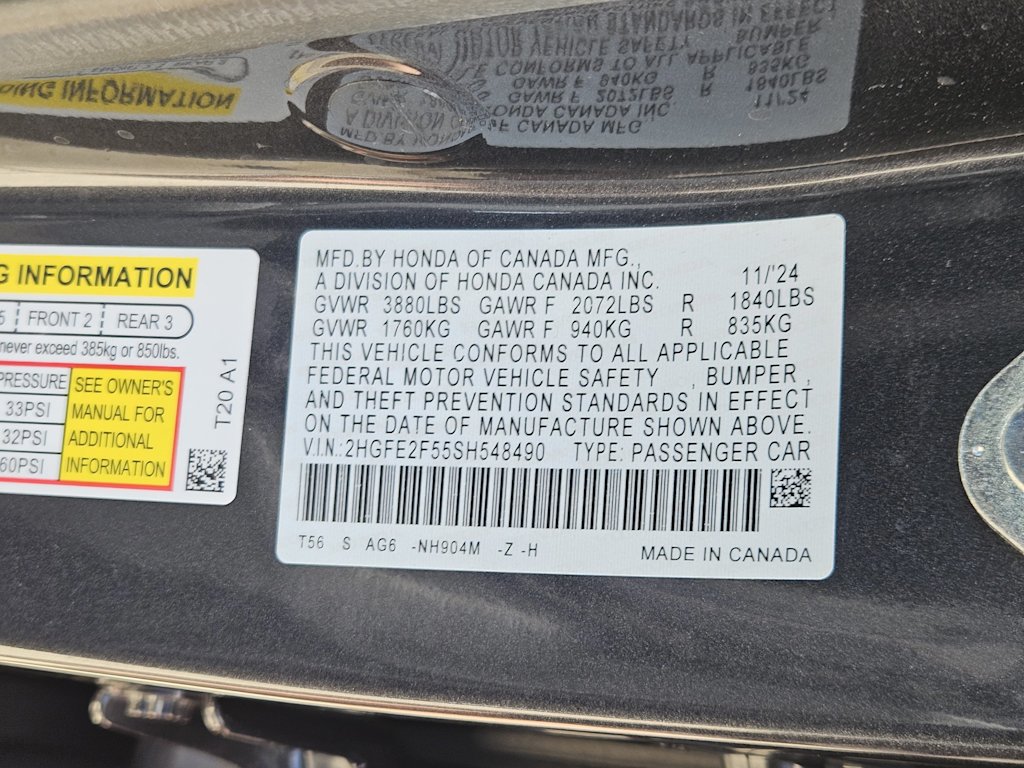 G INFORMATION
5 FRONT 2 REAR 3
never exceed 385kg or 850lbs.
PRESSURE SEE OWNER'S
33PSI MANUAL FOR
32PSI ADDITIONAL
60PSI INFORMATION
T20 A1
MFD.BY HONDA OF CANADA MFG.,
A DIVISION OF HONDA CANADA INC. 11/'24
GVWR 3880LBS GAWR F 2072LBS R 1840LBS
GVWR 1760KG GAWR F 940KG R 835KG
THIS VEHICLE CONFORMS TO ALL APPLICABLE
FEDERAL MOTOR VEHICLE SAFETY , BUMPER ,
AND THEFT PREVENTION STANDARDS IN EFFECT
ON THE DATE OF MANUFACTURE SHOWN ABOVE.
V.I.N.:2HGFE2F55SH548490 TYPE: PASSENGER CAR
T56 S AG6 -NH904M -Z -H MADE IN CANADA